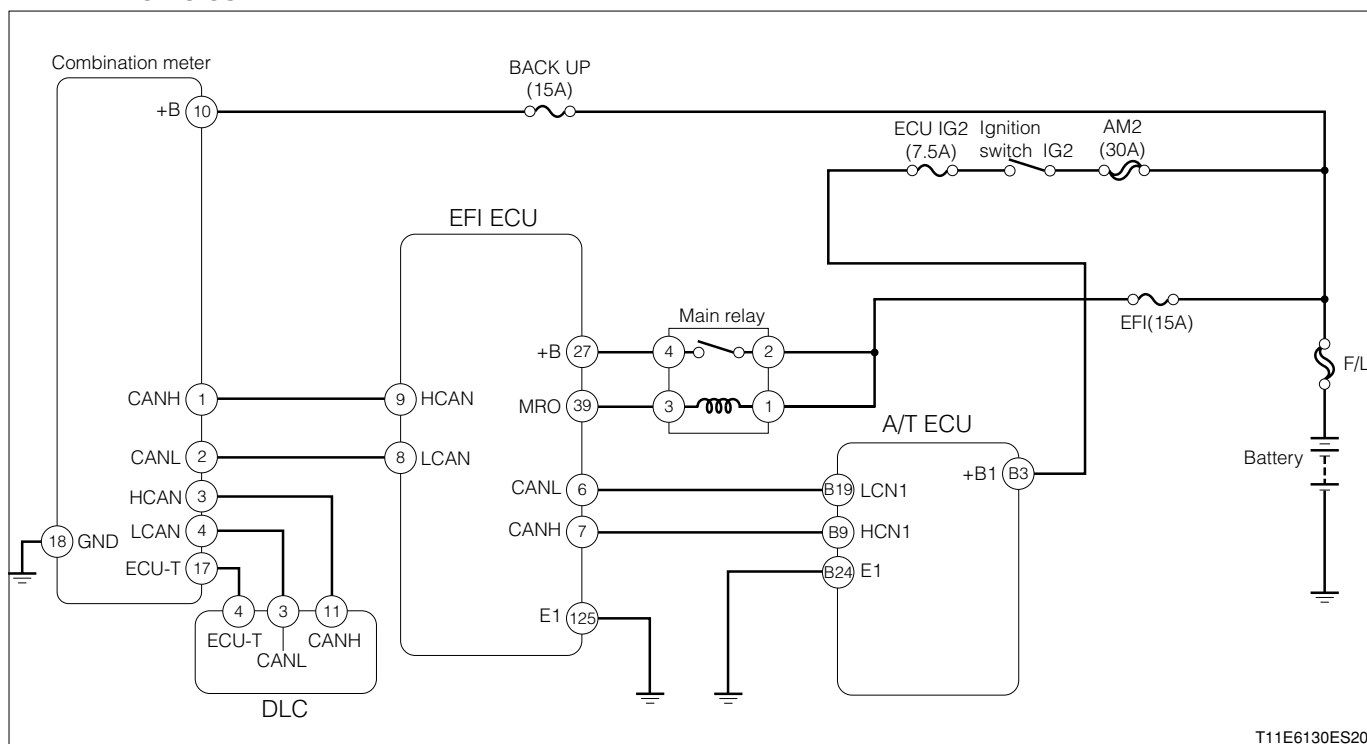 Combination meter
BACK UP
(15A)
+B 10
ECU IG2
(7.5A)
Ignition
switch IG2
AM2
(30A)
EFI ECU
EFI(15A)
Main relay
+B 27
4 2
F/L
CANH 1
9 HCAN
MRO 39
3 1
A/T ECU
CANL 2
8 LCAN
+B1 B3
Battery
HCAN 3
CANL 6
B19 LCN1
LCAN 4
CANH 7
B9 HCN1
18 GND
ECU-T 17
B24 E1
4 3 11
E1 125
ECU-T CANH
CANL
DLC
T11E6130ES20